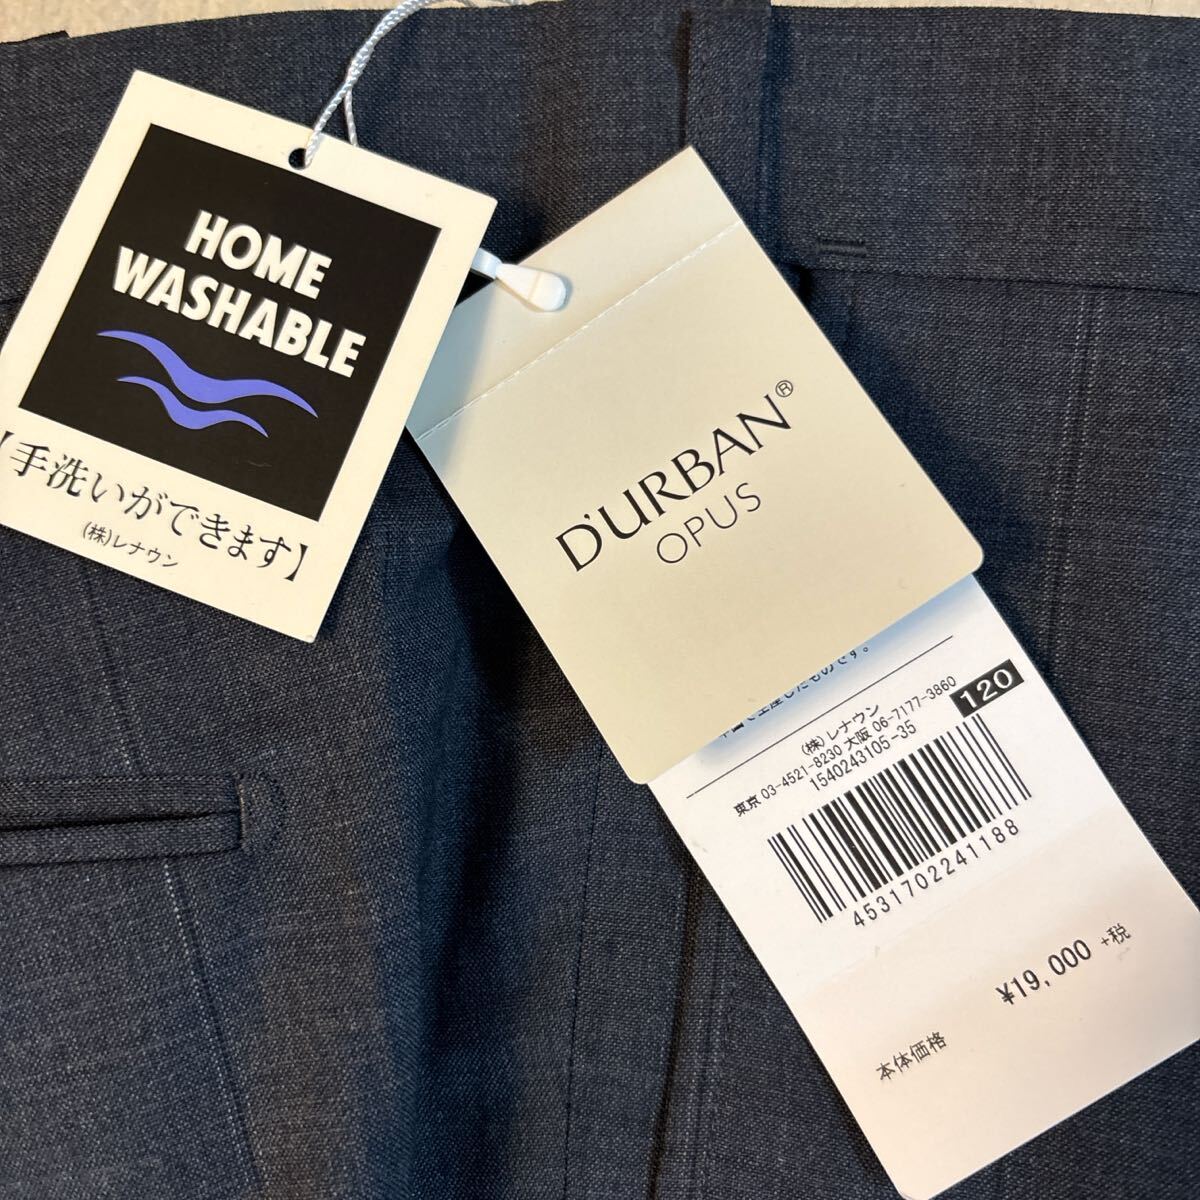 HOME
WASHABLE
【手洗いができます】
(株)レナウン
D'URBAN®
OPUS
で生産したものです。
(株)レナウン
東京 03-4521-8230 大阪 06-7177-3860
1540243105-35
120
4531702241188
¥19,000 +税
本体価格